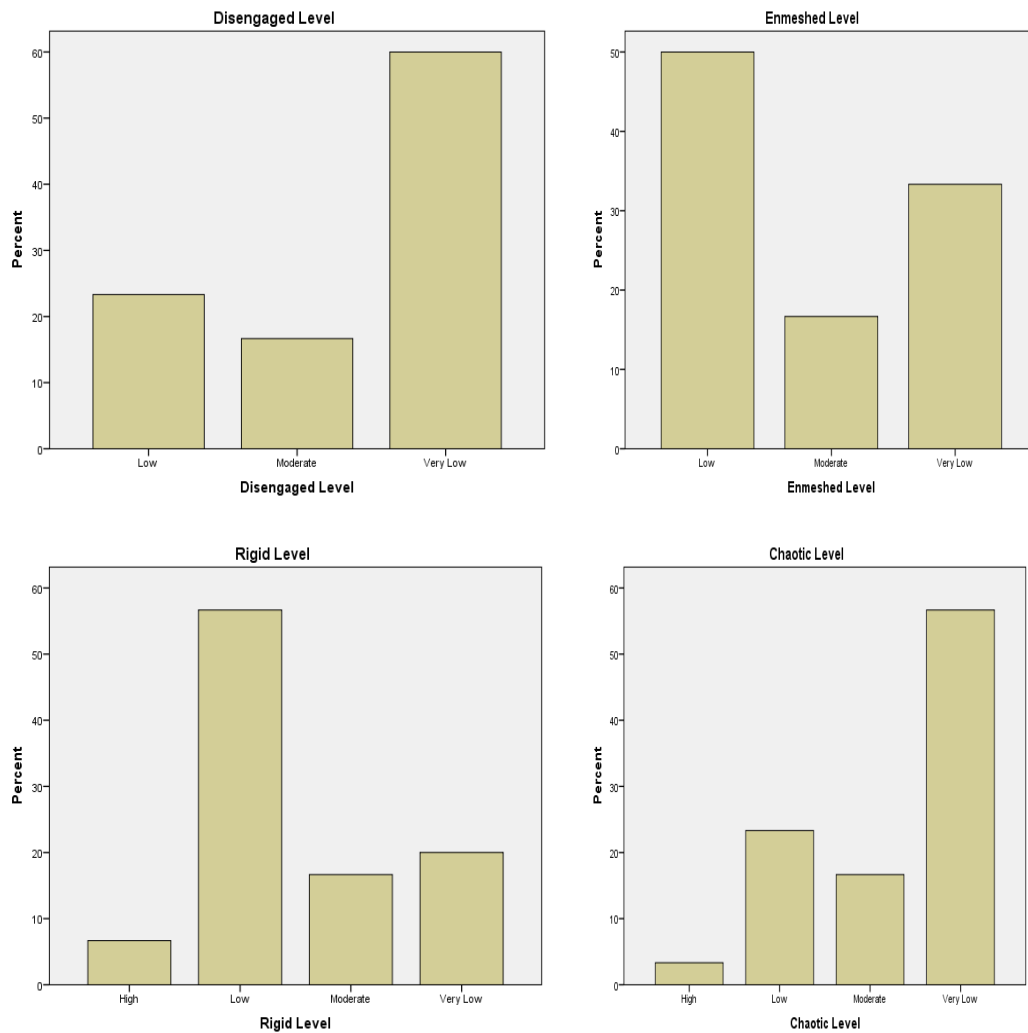 Disengaged Level
60
50
40
30
20
10
0
Percent
Low Moderate Very Low
Disengaged Level
Enmeshed Level
50
40
30
20
10
0
Percent
Low Moderate Very Low
Enmeshed Level
Rigid Level
60
50
40
30
20
10
0
Percent
High Low Moderate Very Low
Rigid Level
Chaotic Level
60
50
40
30
20
10
0
Percent
High Low Moderate Very Low
Chaotic Level